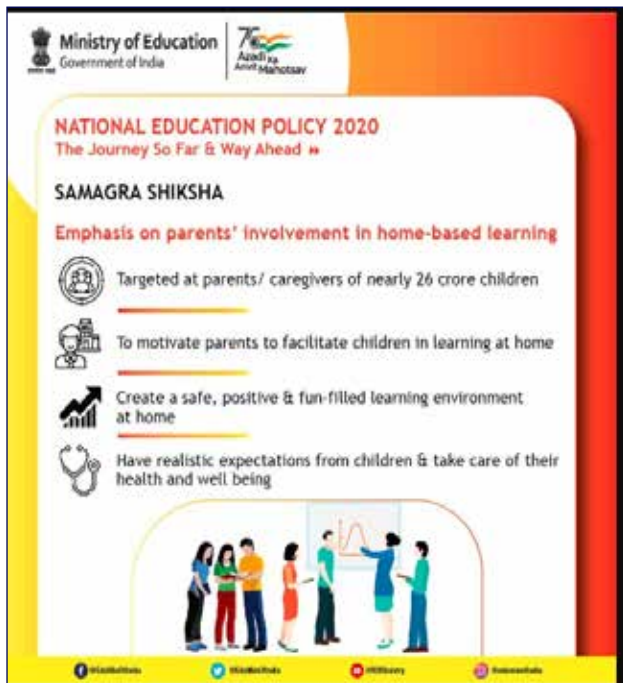 Ministry of Education
Government of India
Azadi Ka
Amrit Mahotsav
NATIONAL EDUCATION POLICY 2020
The Journey So Far & Way Ahead
SAMAGRA SHIKSHA
Emphasis on parents' involvement in home-based learning
Targeted at parents/ caregivers of nearly 26 crore children
To motivate parents to facilitate children in learning at home
Create a safe, positive & fun-filled learning environment
at home
Have realistic expectations from children & take care of their
health and well being